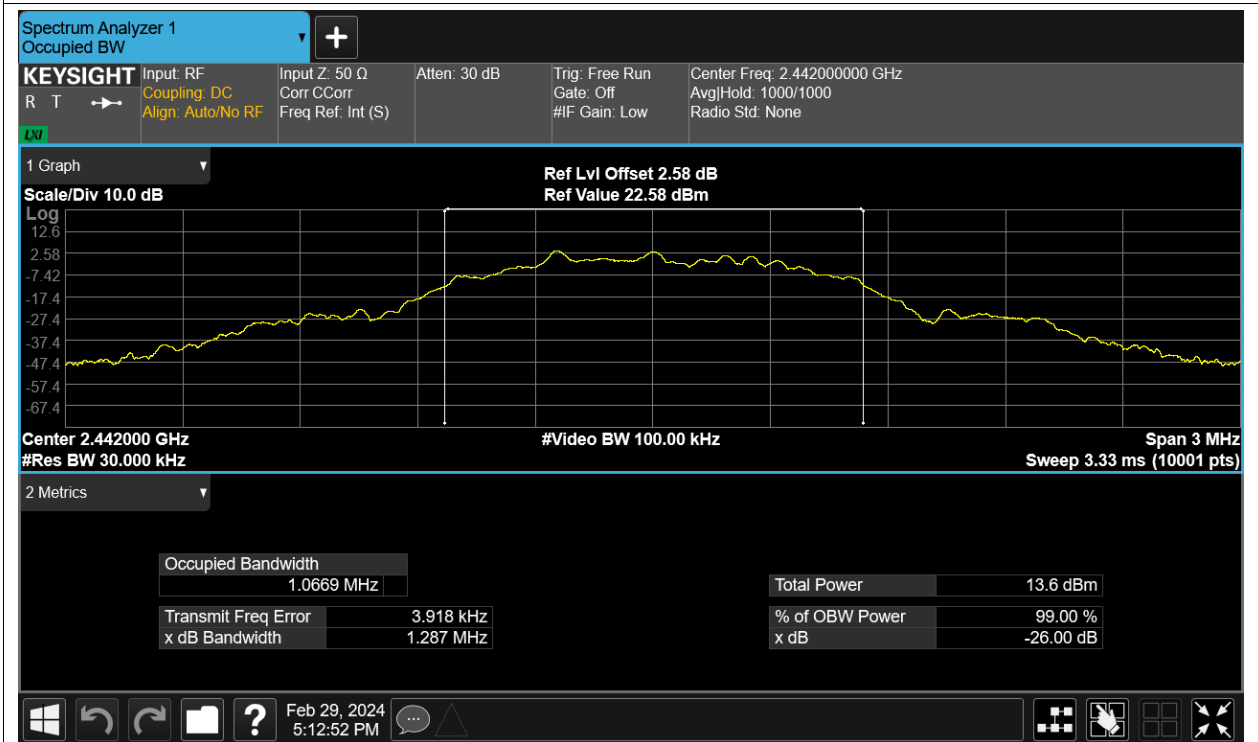 Spectrum Analyzer 1
Occupied BW
KEYSIGHT
R T
LXI
Input: RF
Coupling: DC
Align: Auto/No RF
Input Z: 50 Ω
Corr CCorr
Freq Ref: Int (S)
Atten: 30 dB
Trig: Free Run
Gate: Off
#IF Gain: Low
Center Freq: 2.442000000 GHz
Avg|Hold: 1000/1000
Radio Std: None
1 Graph
Scale/Div 10.0 dB
Ref Lvl Offset 2.58 dB
Ref Value 22.58 dBm
Log
12.6
2.58
-7.42
-17.4
-27.4
-37.4
-47.4
-57.4
-67.4
Center 2.442000 GHz
#Res BW 30.000 kHz
#Video BW 100.00 kHz
Span 3 MHz
Sweep 3.33 ms (10001 pts)
2 Metrics
Occupied Bandwidth
1.0669 MHz
Transmit Freq Error 3.918 kHz
x dB Bandwidth 1.287 MHz
Total Power 13.6 dBm
% of OBW Power 99.00 %
x dB -26.00 dB
?
Feb 29, 2024
5:12:52 PM